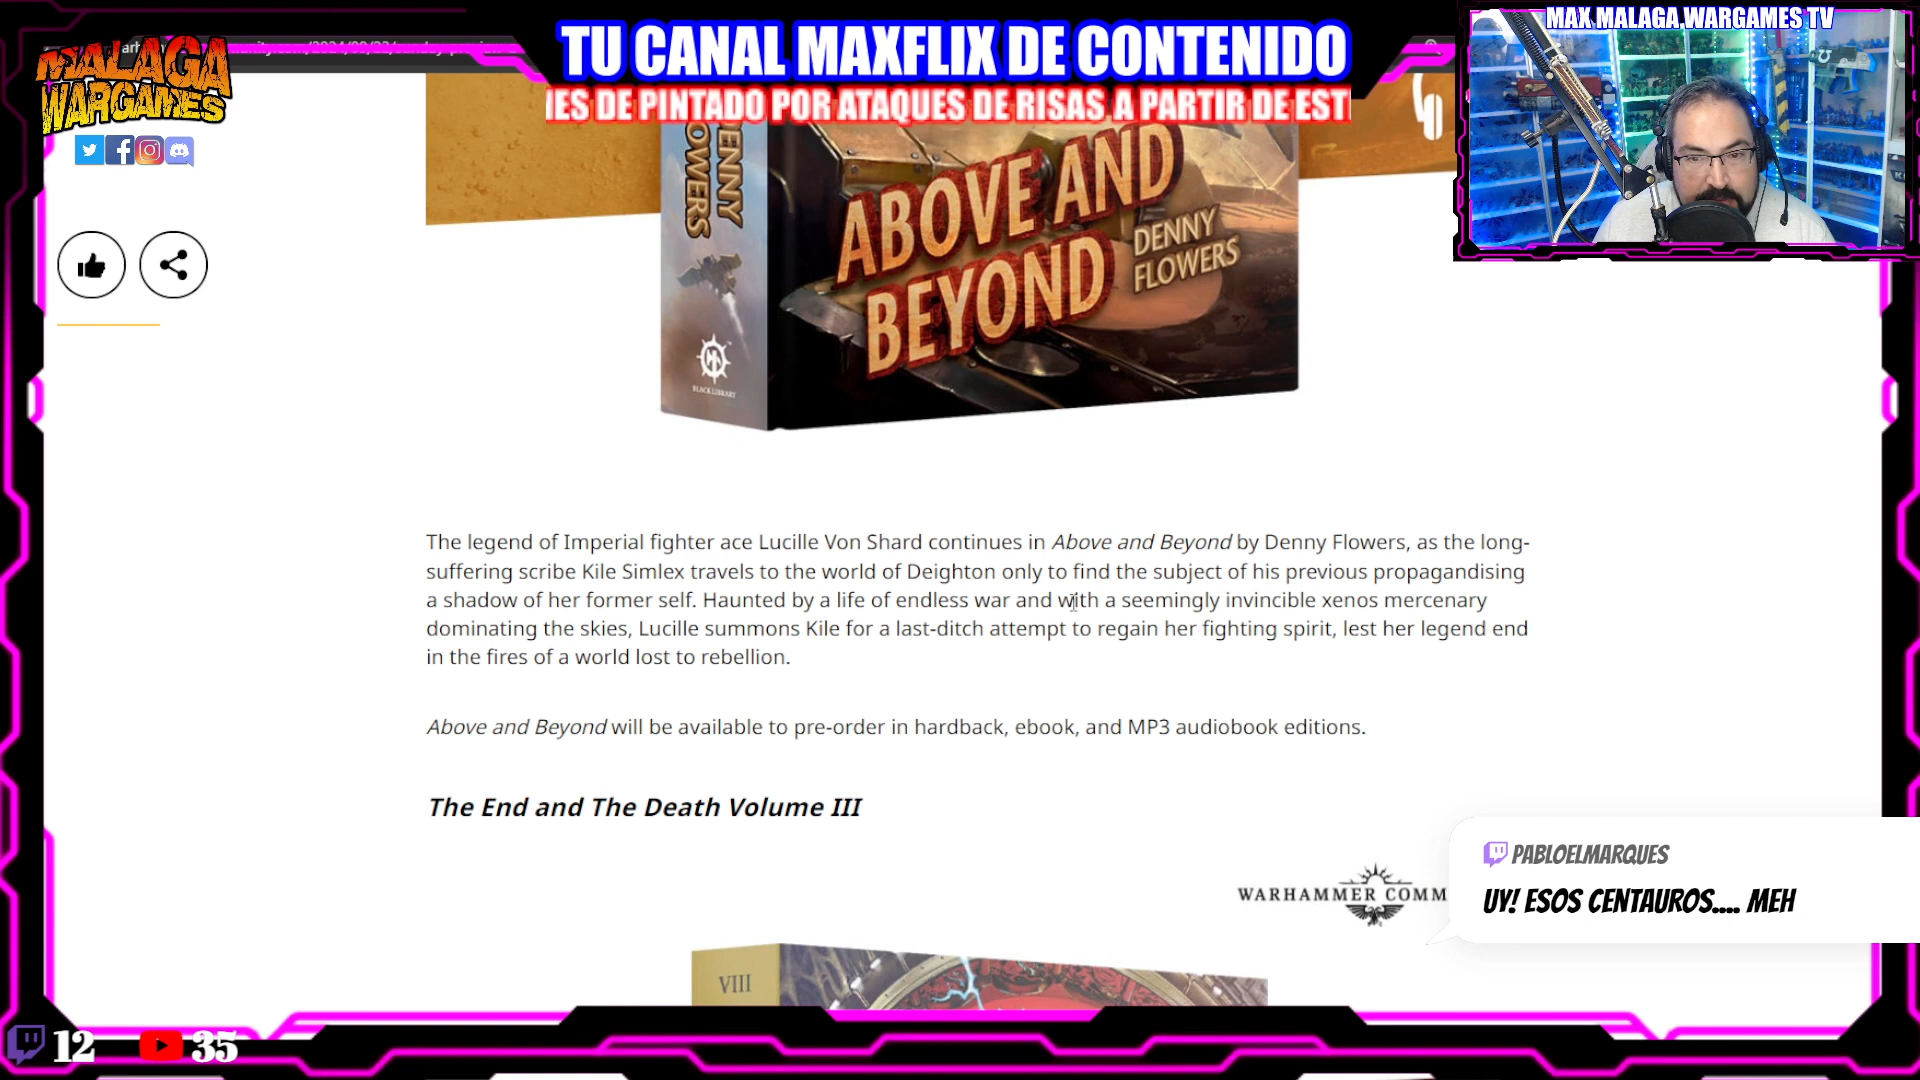 MAX MALAGA WARGAMES TV
TU CANAL MAXFLIX DE CONTENIDO
DE PINTADO POR ATAQUES DE RISAS A PARTIR DE EST
MALAGA
WARGAMES
DENNY
ABOVE AND
BEYOND
DENNY
FLOWERS
BLACK LIBRARY
The legend of Imperial fighter ace Lucille Von Shard continues in Above and Beyond by Denny Flowers, as the long-
suffering scribe Kile Simlex travels to the world of Deighton only to find the subject of his previous propagandising
a shadow of her former self. Haunted by a life of endless war and with a seemingly invincible xenos mercenary
dominating the skies, Lucille summons Kile for a last-ditch attempt to regain her fighting spirit, lest her legend end
in the fires of a world lost to rebellion.
Above and Beyond will be available to pre-order in hardback, ebook, and MP3 audiobook editions.
The End and The Death Volume III
WARHAMMER COMM
PABLOELMARQUES
UY! ESOS CENTAUROS.... MEH
VIII
12
35